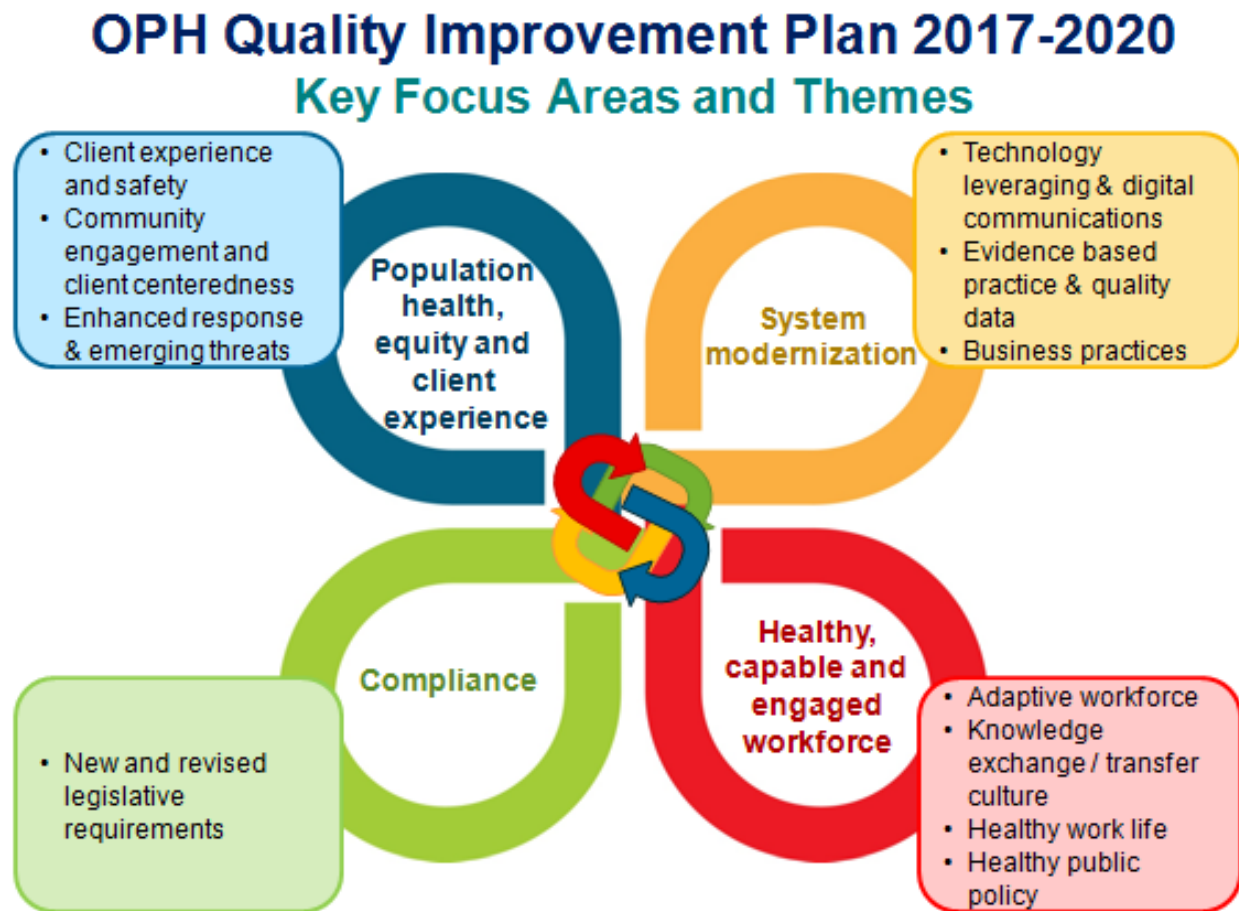 OPH Quality Improvement Plan 2017-2020
Key Focus Areas and Themes
• Client experience
and safety
• Community
engagement and
client centeredness
• Enhanced response
& emerging threats
Population
health,
equity and
client
experience
System
modernization
• Technology
leveraging & digital
communications
• Evidence based
practice & quality
data
• Business practices
• New and revised
legislative
requirements
Compliance
Healthy,
capable and
engaged
workforce
• Adaptive workforce
• Knowledge
exchange / transfer
culture
• Healthy work life
• Healthy public
policy